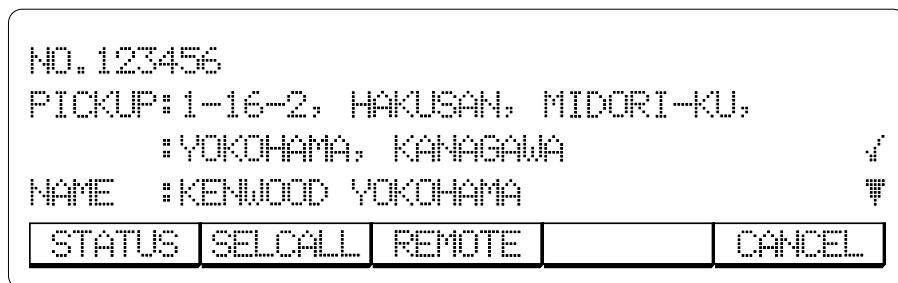 NO.123456
PICKUP:1-16-2, HAKUSAN, MIDORI-KU,
:YOKOHAMA, KANAGAWA √
NAME :KENWOOD YOKOHAMA ▼
STATUS SELCALL REMOTE CANCEL